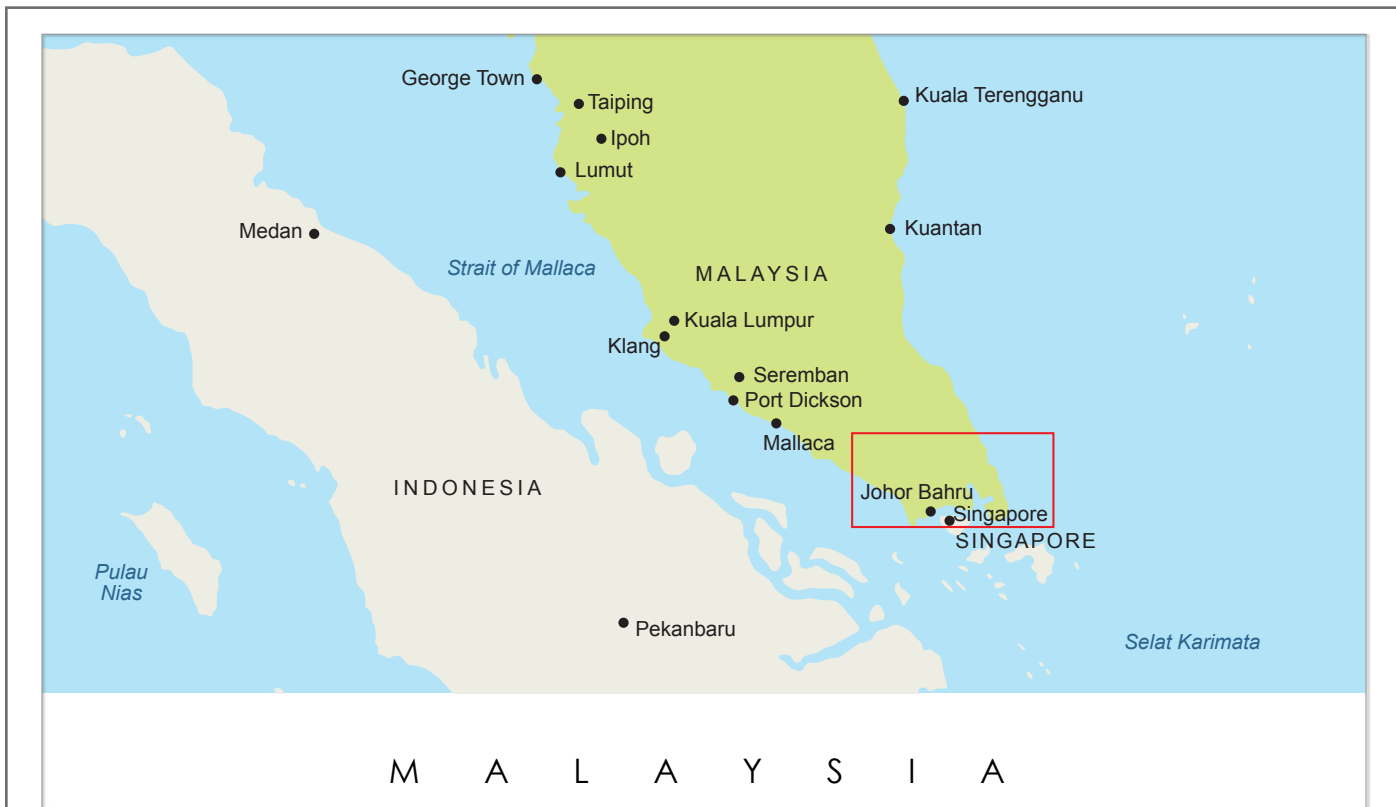 George Town
Taiping
Kuala Terengganu
Ipoh
Lumut
Medan
Kuantan
Strait of Mallaca
MALAYSIA
Kuala Lumpur
Klang
Seremban
Port Dickson
Mallaca
INDONESIA
Johor Bahru
Singapore
SINGAPORE
Pulau
Nias
Pekanbaru
Selat Karimata
M A L A Y S I A